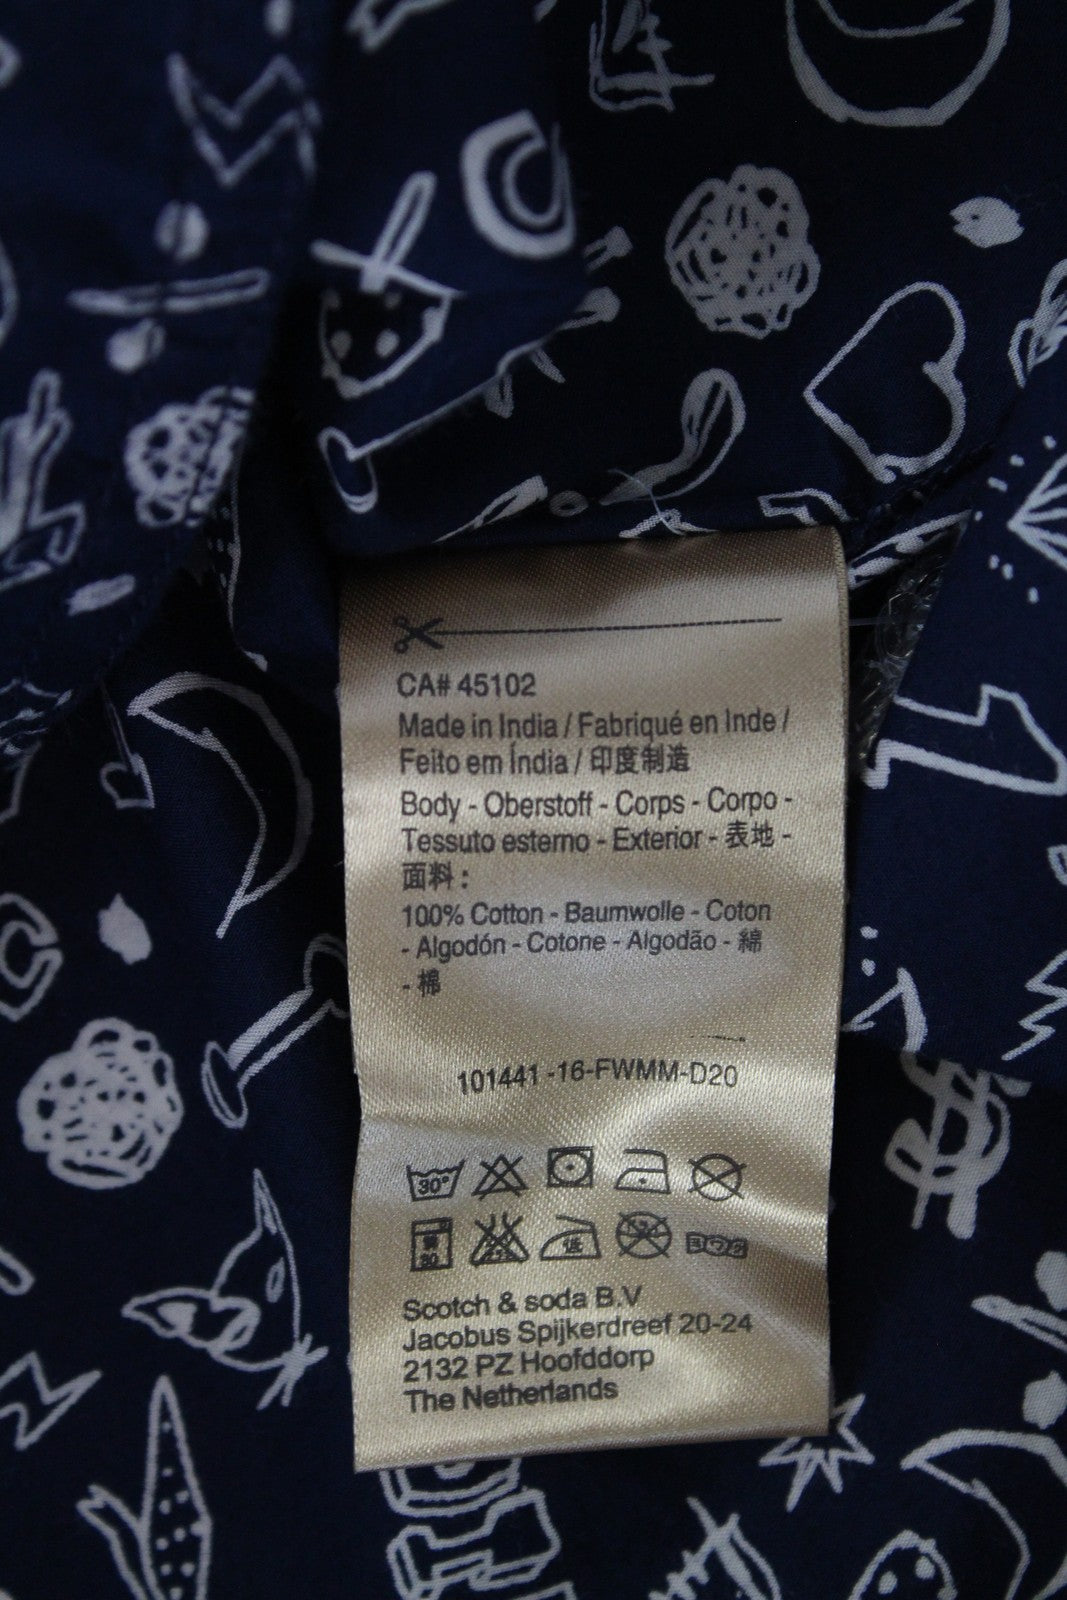 CA# 45102
Made in India / Fabriqué en Inde /
Feito em Índia / 印度制造
Body - Oberstoff - Corps - Corpo -
Tessuto esterno - Exterior - 表地 -
面料 :
100% Cotton - Baumwolle - Coton
- Algodón - Cotone - Algodão - 綿
- 棉
101441 -16-FWMM-D20
30°
低
Scotch & soda B.V
Jacobus Spijkerdreef 20-24
2132 PZ Hoofddorp
The Netherlands